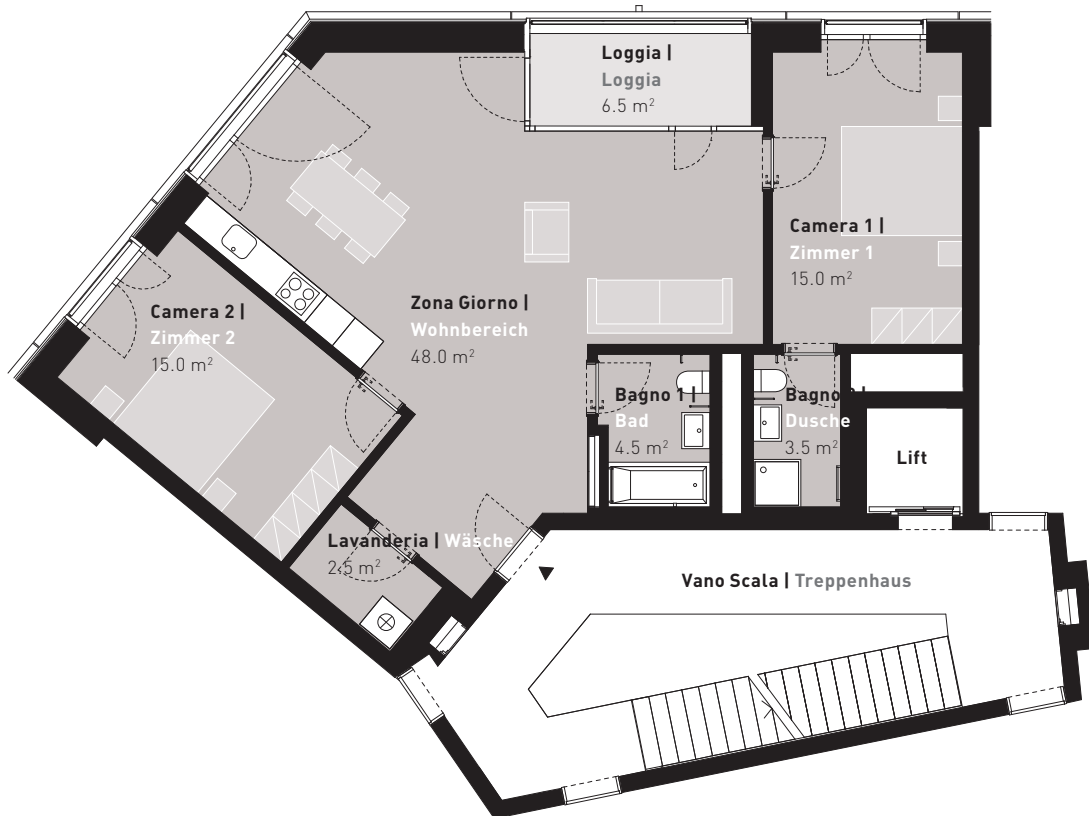 Loggia |
Loggia
6.5 m²
Camera 1 |
Zimmer 1
15.0 m²
Zona Giorno |
Wohnbereich
48.0 m²
Camera 2 |
Zimmer 2
15.0 m²
Bagno 1 |
Bad
4.5 m²
Bagno 2 |
Dusche
3.5 m²
Lift
Lavanderia | Wäsche
2.5 m²
Vano Scala | Treppenhaus